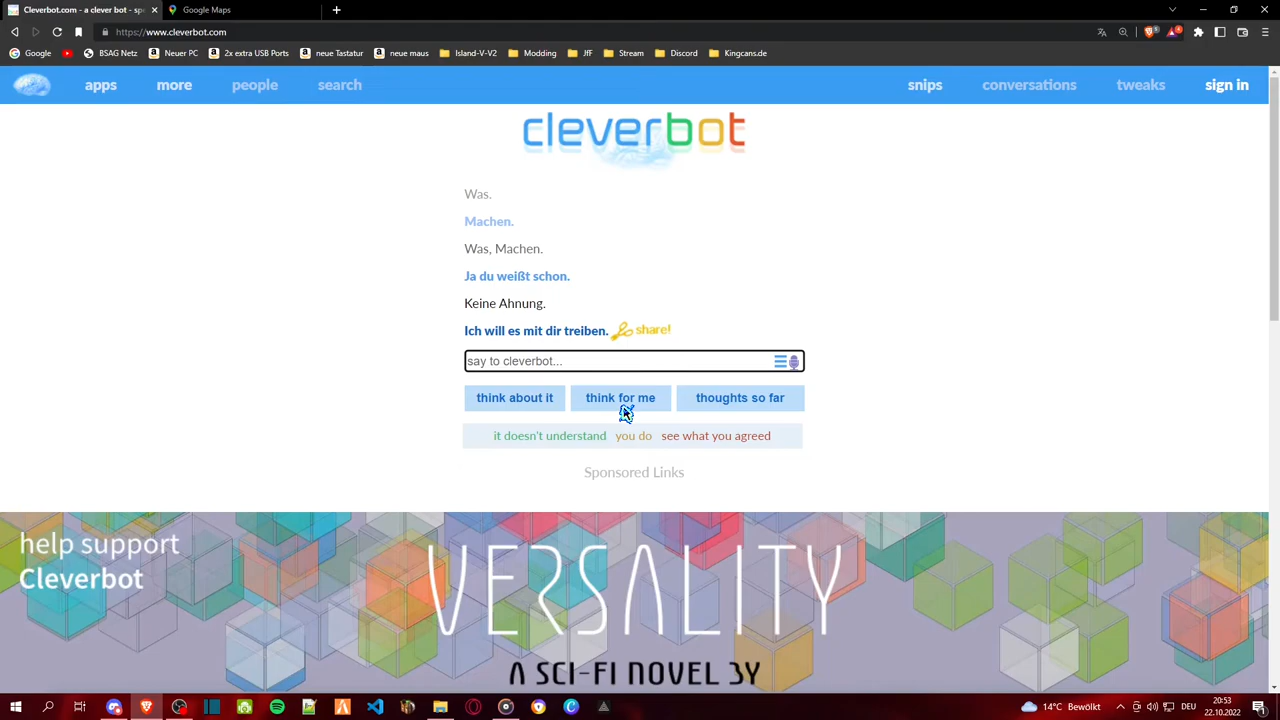 Cleverbot.com - a clever bot - sp
Google Maps
https://www.cleverbot.com
Google
BSAG Netz
Neuer PC
2x extra USB Ports
neue Tastatur
neue maus
Island-V-V2
Modding
JfF
Stream
Discord
Kingcans.de
apps
more
people
search
snips
conversations
tweaks
sign in
cleverbot
Was.
Machen.
Was, Machen.
Ja du weißt schon.
Keine Ahnung.
Ich will es mit dir treiben. share!
say to cleverbot...
think about it
think for me
thoughts so far
it doesn't understand you do see what you agreed
Sponsored Links
help support
Cleverbot
VERSALITY
A SCI-FI NOVEL BY
14°C Bewölkt
DEU
20:53
22.10.2022